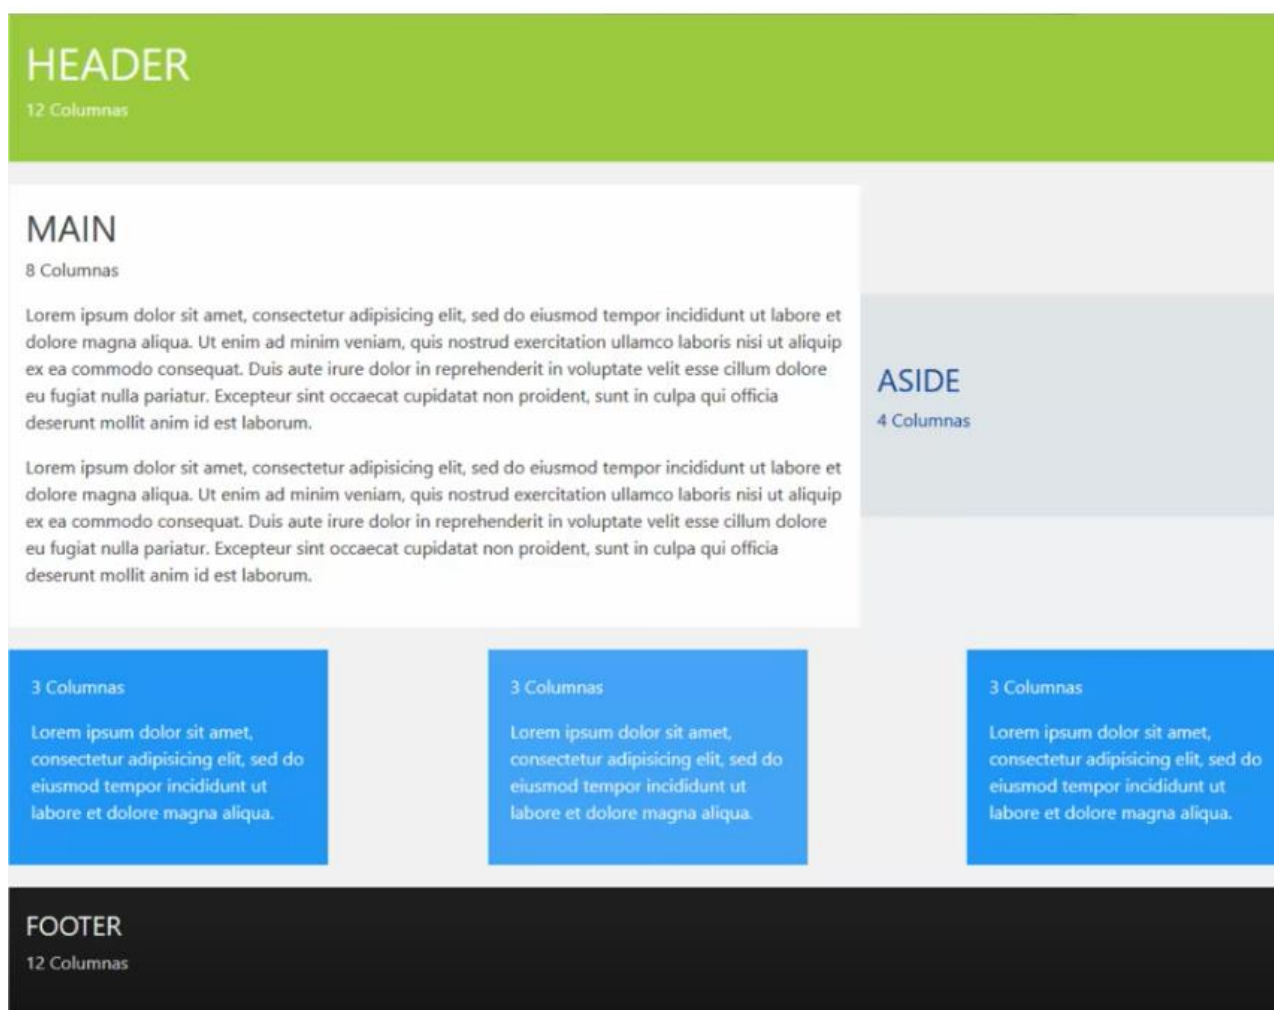 HEADER
12 Columnas
MAIN
8 Columnas
Lorem ipsum dolor sit amet, consectetur adipisicing elit, sed do eiusmod tempor incididunt ut labore et
dolore magna aliqua. Ut enim ad minim veniam, quis nostrud exercitation ullamco laboris nisi ut aliquip
ex ea commodo consequat. Duis aute irure dolor in reprehenderit in voluptate velit esse cillum dolore
eu fugiat nulla pariatur. Excepteur sint occaecat cupidatat non proident, sunt in culpa qui officia
deserunt mollit anim id est laborum.
Lorem ipsum dolor sit amet, consectetur adipisicing elit, sed do eiusmod tempor incididunt ut labore et
dolore magna aliqua. Ut enim ad minim veniam, quis nostrud exercitation ullamco laboris nisi ut aliquip
ex ea commodo consequat. Duis aute irure dolor in reprehenderit in voluptate velit esse cillum dolore
eu fugiat nulla pariatur. Excepteur sint occaecat cupidatat non proident, sunt in culpa qui officia
deserunt mollit anim id est laborum.
ASIDE
4 Columnas
3 Columnas
Lorem ipsum dolor sit amet,
consectetur adipisicing elit, sed do
eiusmod tempor incididunt ut
labore et dolore magna aliqua.
3 Columnas
Lorem ipsum dolor sit amet,
consectetur adipisicing elit, sed do
eiusmod tempor incididunt ut
labore et dolore magna aliqua.
3 Columnas
Lorem ipsum dolor sit amet,
consectetur adipisicing elit, sed do
eiusmod tempor incididunt ut
labore et dolore magna aliqua.
FOOTER
12 Columnas